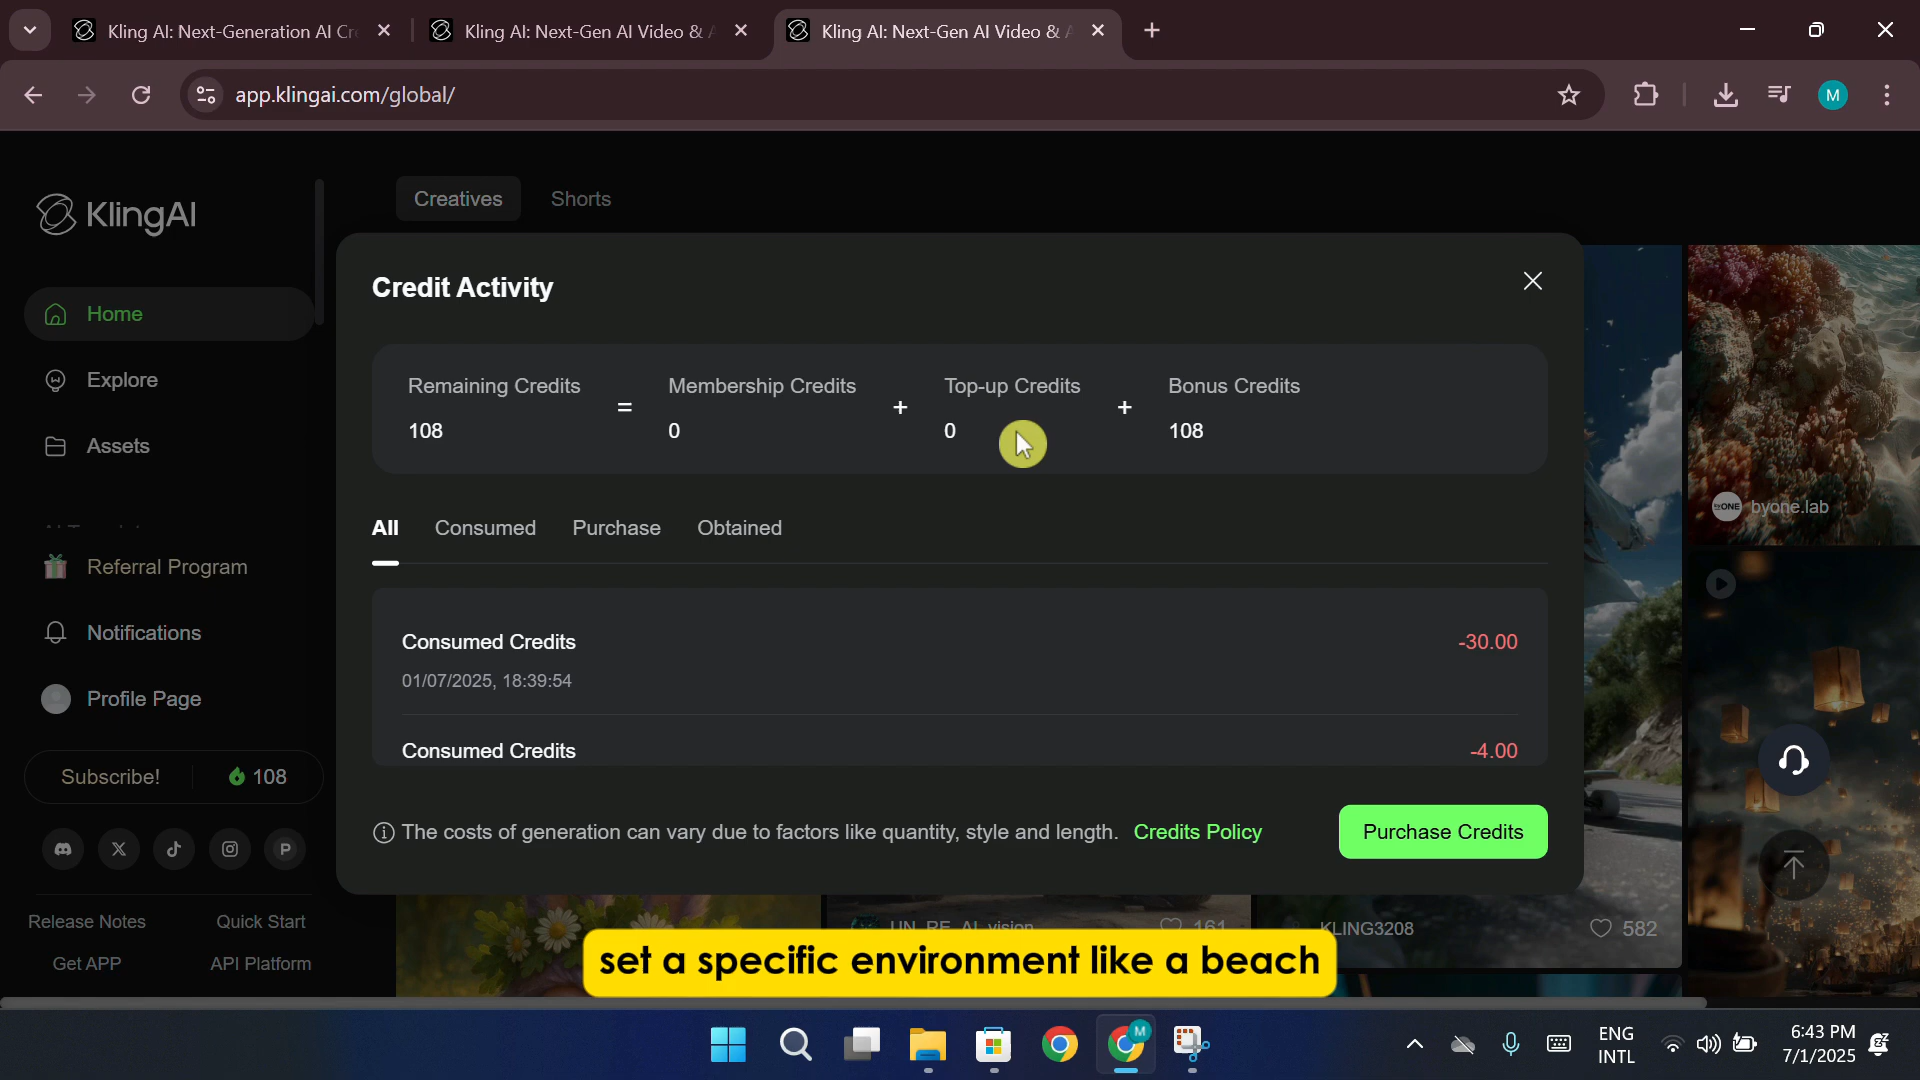 Kling AI: Next-Generation AI Cr
Kling AI: Next-Gen AI Video & A
Kling AI: Next-Gen AI Video & A
app.klingai.com/global/
M
KlingAI
Creatives
Shorts
Home
Explore
Assets
Referral Program
Notifications
Profile Page
Subscribe!
108
Release Notes
Quick Start
Get APP
API Platform
Credit Activity
Remaining Credits
=
Membership Credits
+
Top-up Credits
+
Bonus Credits
108
0
0
108
All
Consumed
Purchase
Obtained
Consumed Credits
-30.00
01/07/2025, 18:39:54
Consumed Credits
-4.00
The costs of generation can vary due to factors like quantity, style and length.
Credits Policy
Purchase Credits
byONE
byone.lab
UN_RE_AI_vision
161
KLING3208
582
set a specific environment like a beach
M
ENG
INTL
6:43 PM
7/1/2025